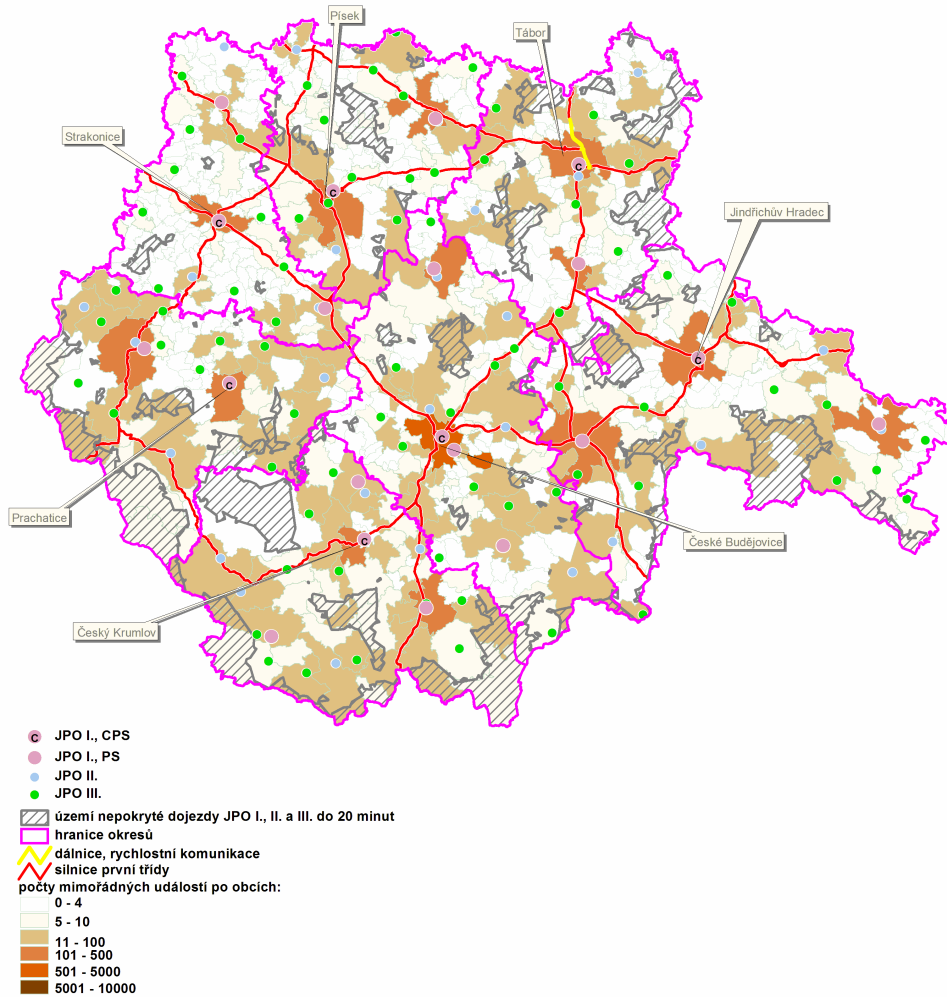 Písek
Tábor
Strakonice
Jindřichův Hradec
Prachatice
České Budějovice
Český Krumlov
C
C
C
C
C
C
C
C JPO I., CPS
JPO I., PS
JPO II.
JPO III.
území nepokryté dojezdy JPO I., II. a III. do 20 minut
hranice okresů
dálnice, rychlostní komunikace
silnice první třídy
počty mimořádných událostí po obcích:
0 - 4
5 - 10
11 - 100
101 - 500
501 - 5000
5001 - 10000